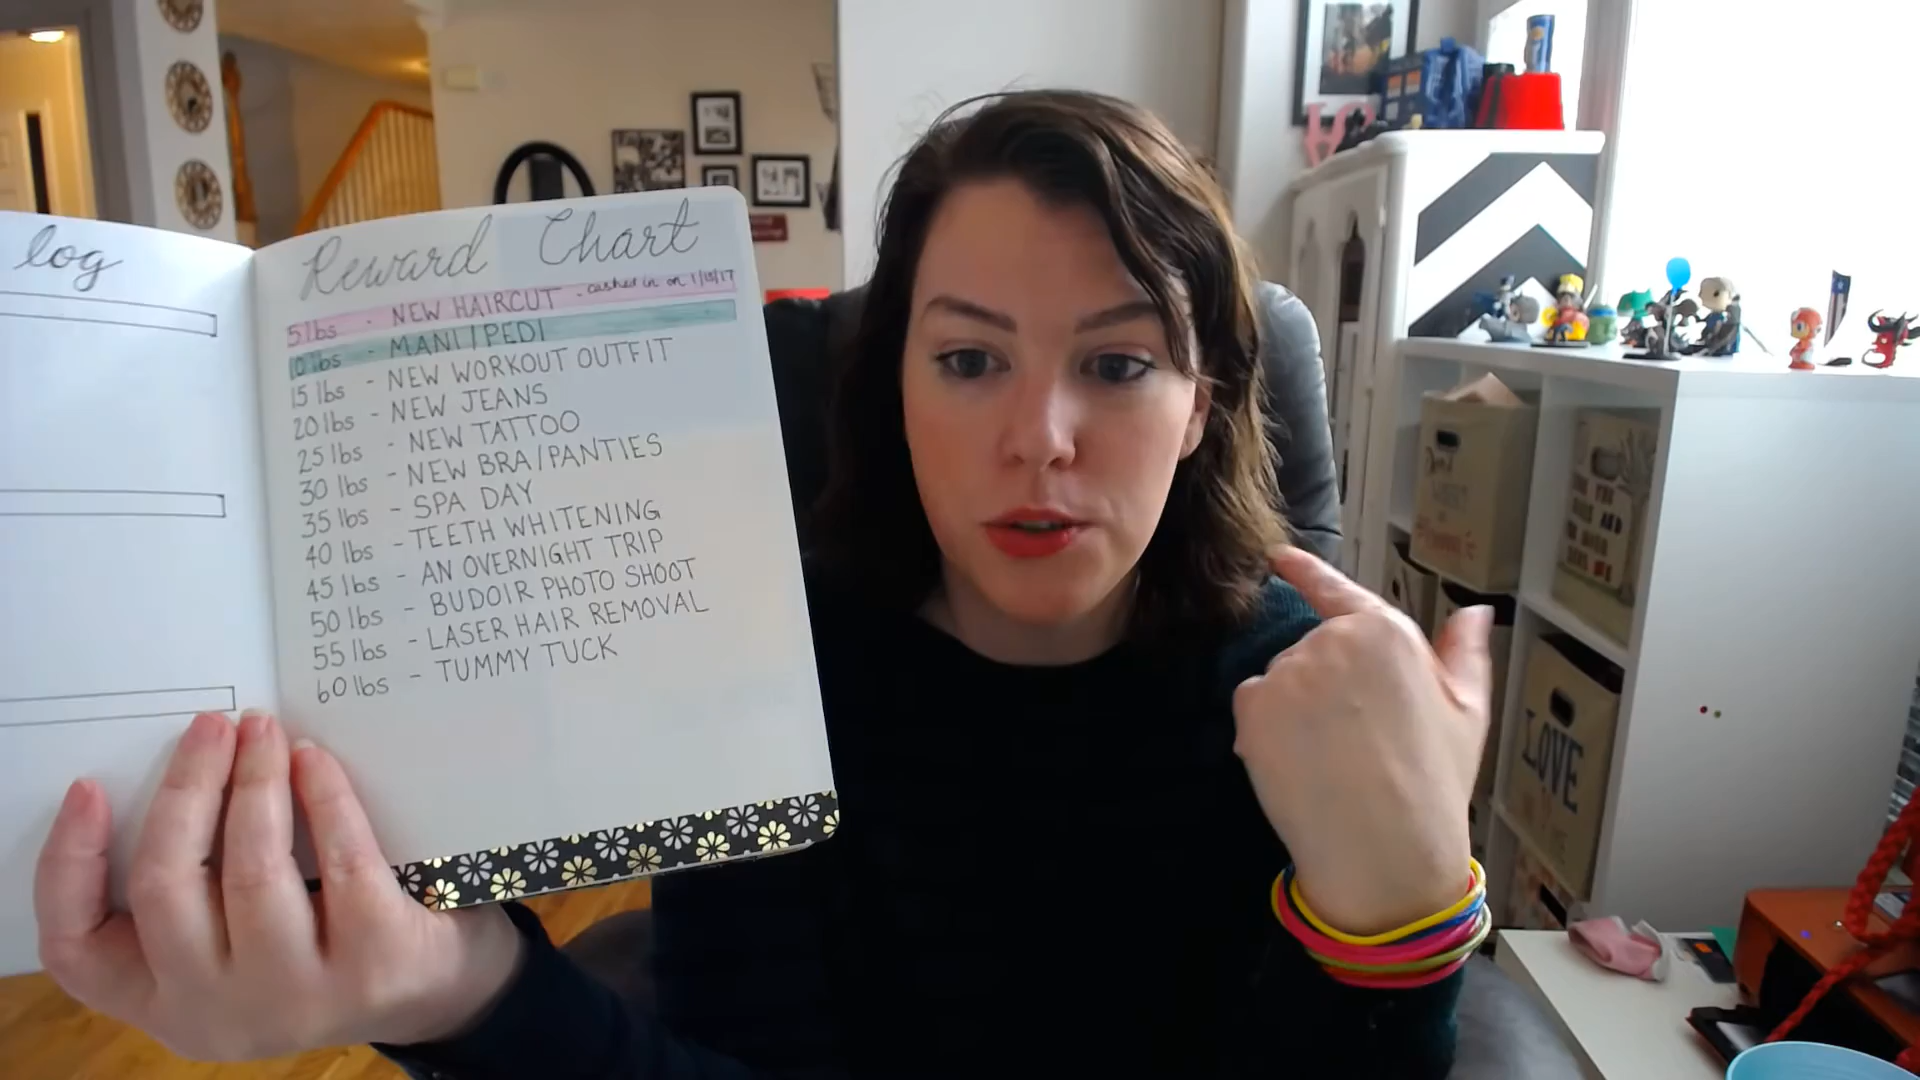 log
Reward Chart
5 lbs - NEW HAIRCUT - cashed in on 1/18/17
10 lbs - MANI/PEDI
15 lbs - NEW WORKOUT OUTFIT
20 lbs - NEW JEANS
25 lbs - NEW TATTOO
30 lbs - NEW BRA/PANTIES
35 lbs - SPA DAY
40 lbs - TEETH WHITENING
45 lbs - AN OVERNIGHT TRIP
50 lbs - BUDOIR PHOTO SHOOT
55 lbs - LASER HAIR REMOVAL
60 lbs - TUMMY TUCK
LOVE